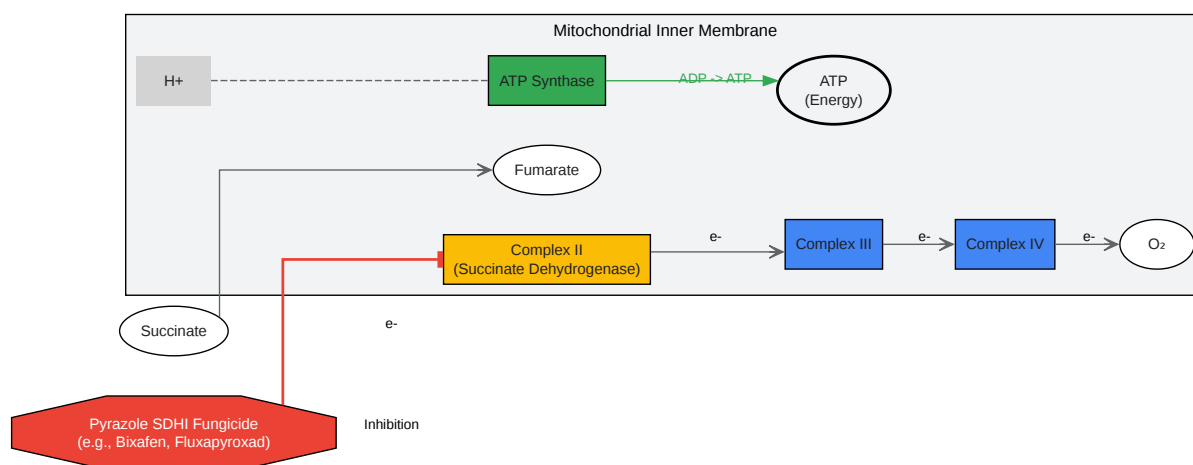 Mitochondrial Inner Membrane
H+
ATP Synthase
ADP -> ATP
ATP
(Energy)
Fumarate
Complex II
(Succinate Dehydrogenase)
e-
Complex III
e-
Complex IV
e-
O₂
Succinate
e-
Pyrazole SDHI Fungicide
(e.g., Bixafen, Fluxapyroxad)
Inhibition